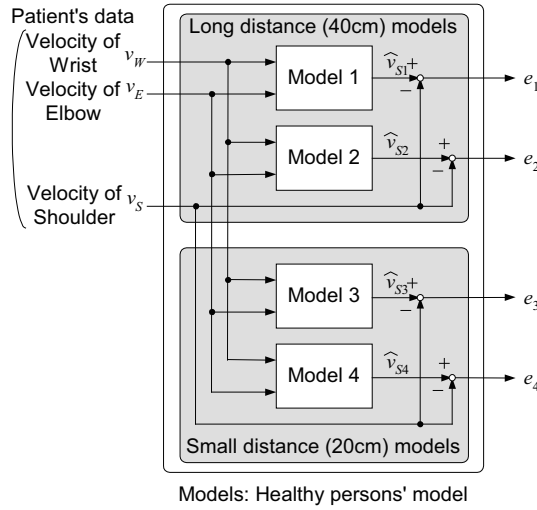 Patient's data
Long distance (40cm) models
Velocity of
Wrist
v_W
Velocity of
Elbow
v_E
Model 1
v̂_S1
+
−
e_1
Model 2
v̂_S2
+
−
e_2
Velocity of
Shoulder
v_S
Model 3
v̂_S3
+
−
e_3
Model 4
v̂_S4
+
−
e_4
Small distance (20cm) models
Models: Healthy persons' model